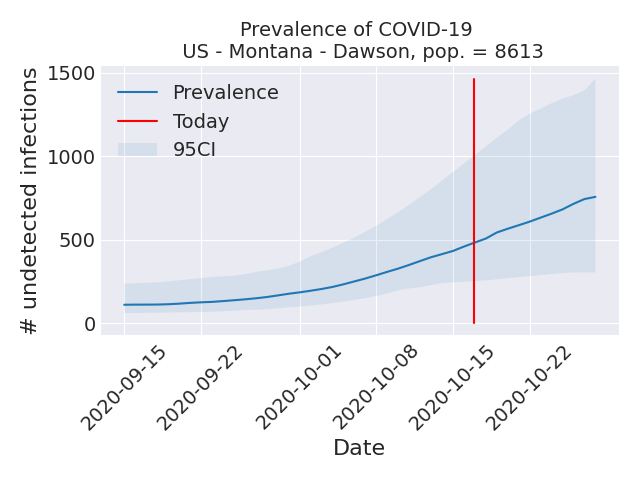 Prevalence of COVID-19
US - Montana - Dawson, pop. = 8613
# undetected infections
1500
1000
500
0
Prevalence
Today
95CI
2020-09-15
2020-09-22
2020-10-01
2020-10-08
2020-10-15
2020-10-22
Date